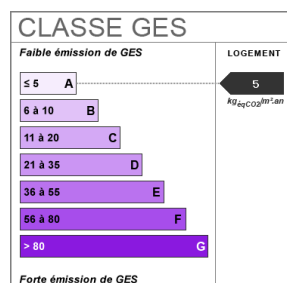 CLASSE GES
Faible émission de GES
LOGEMENT
≤ 5 A
5
kgéqCO2/m².an
6 à 10 B
11 à 20 C
21 à 35 D
36 à 55 E
56 à 80 F
> 80 G
Forte émission de GES